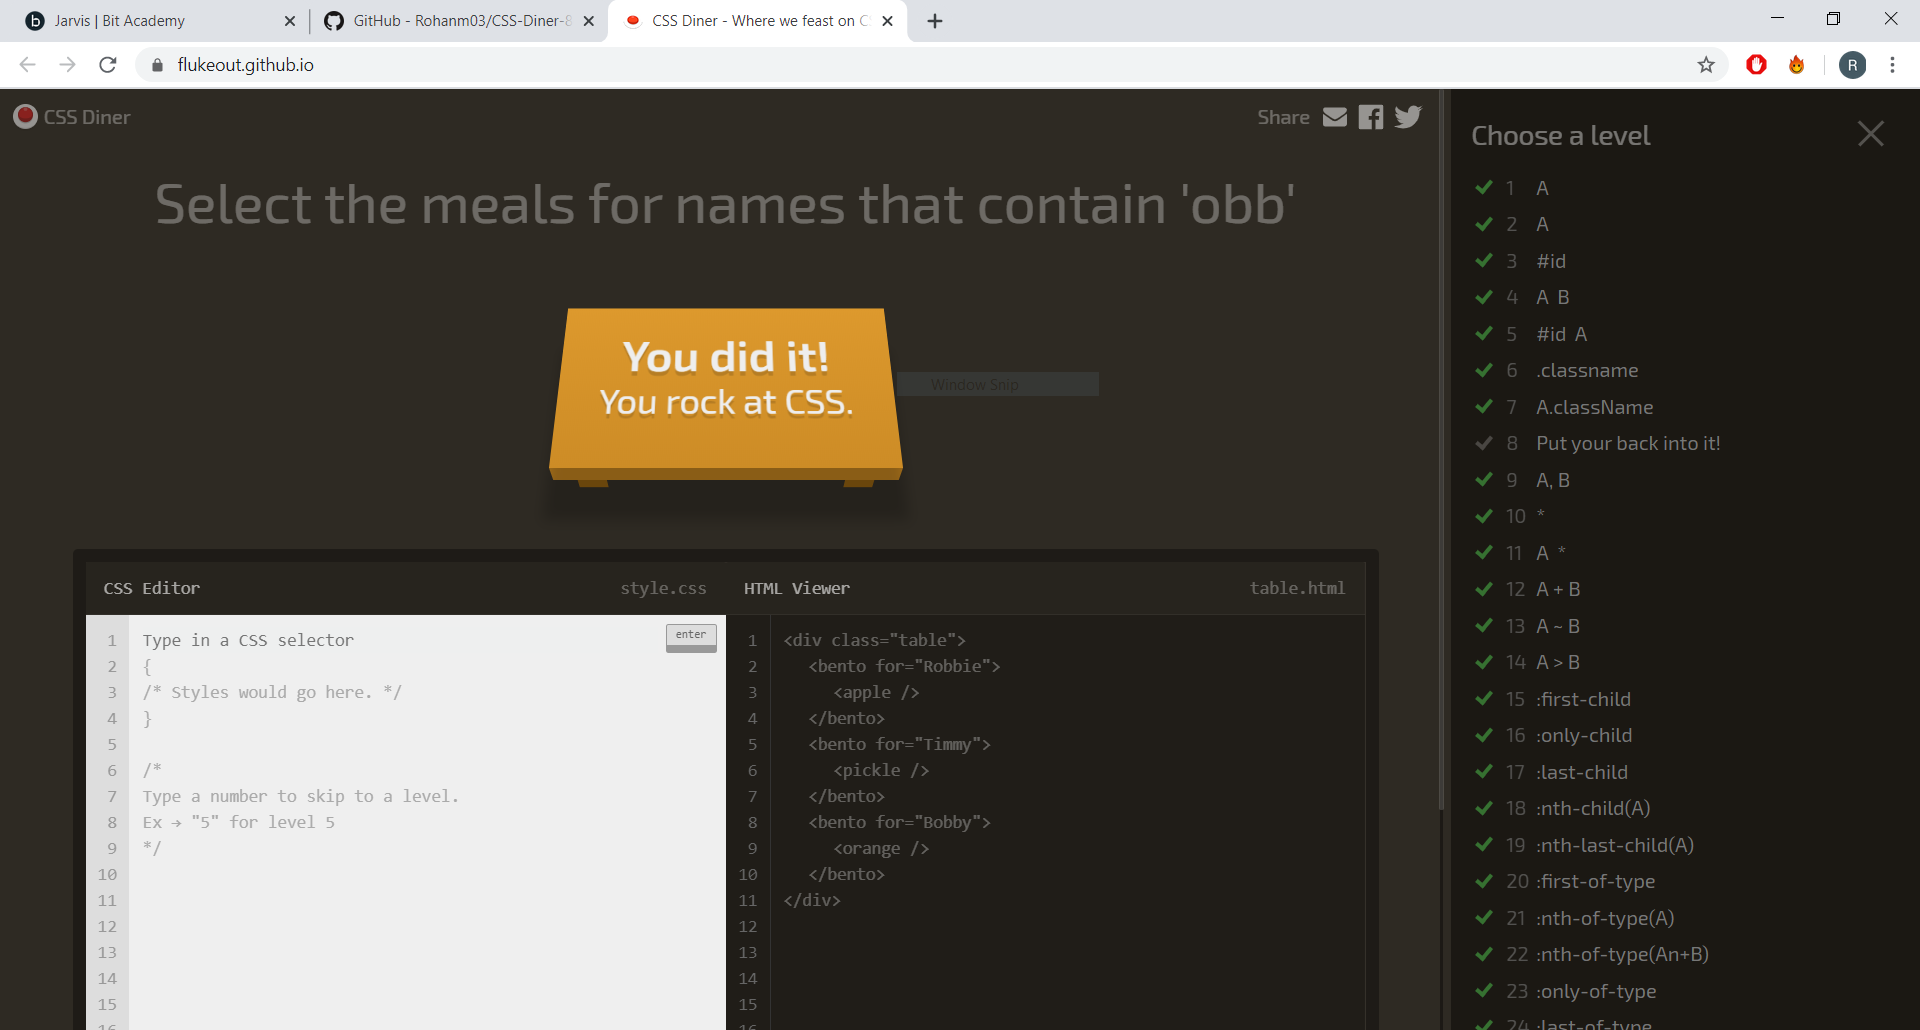 Jarvis | Bit Academy
GitHub - Rohanm03/CSS-Diner-8
CSS Diner - Where we feast on C
flukeout.github.io
R
CSS Diner
Share
Select the meals for names that contain 'obb'
You did it!
You rock at CSS.
Window Snip
CSS Editor style.css
1 Type in a CSS selector
enter
2 {
3 /* Styles would go here. */
4 }
5
6 /*
7 Type a number to skip to a level.
8 Ex → "5" for level 5
9 */
10
11
12
13
14
15
16
HTML Viewer table.html
1 <div class="table">
2 <bento for="Robbie">
3 <apple />
4 </bento>
5 <bento for="Timmy">
6 <pickle />
7 </bento>
8 <bento for="Bobby">
9 <orange />
10 </bento>
11 </div>
12
13
14
15
16
Choose a level
1 A
2 A
3 #id
4 A B
5 #id A
6 .classname
7 A.className
8 Put your back into it!
9 A, B
10 *
11 A *
12 A + B
13 A ~ B
14 A > B
15 :first-child
16 :only-child
17 :last-child
18 :nth-child(A)
19 :nth-last-child(A)
20 :first-of-type
21 :nth-of-type(A)
22 :nth-of-type(An+B)
23 :only-of-type
24 :last-of-type